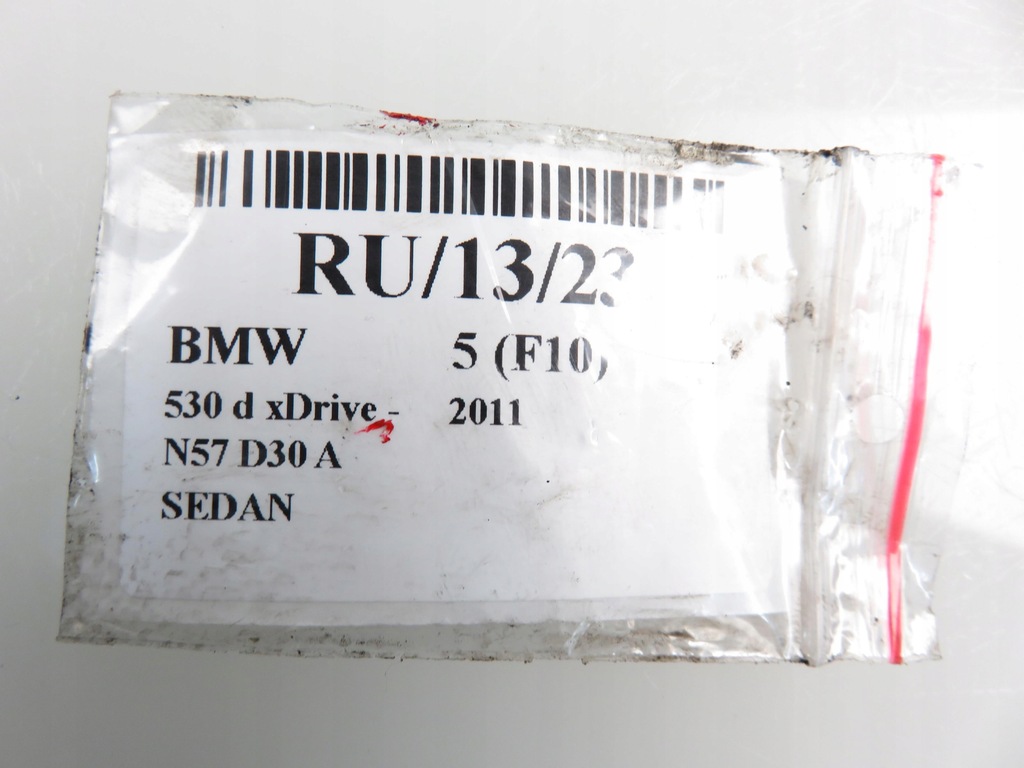 RU/13/23
BMW 5 (F10)
530 d xDrive - 2011
N57 D30 A
SEDAN